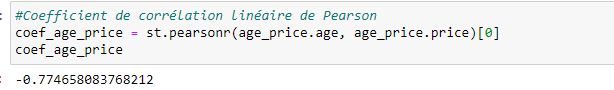 #Coefficient de corrélation linéaire de Pearson
coef_age_price = st.pearsonr(age_price.age, age_price.price)[0]
coef_age_price
-0.774658083768212